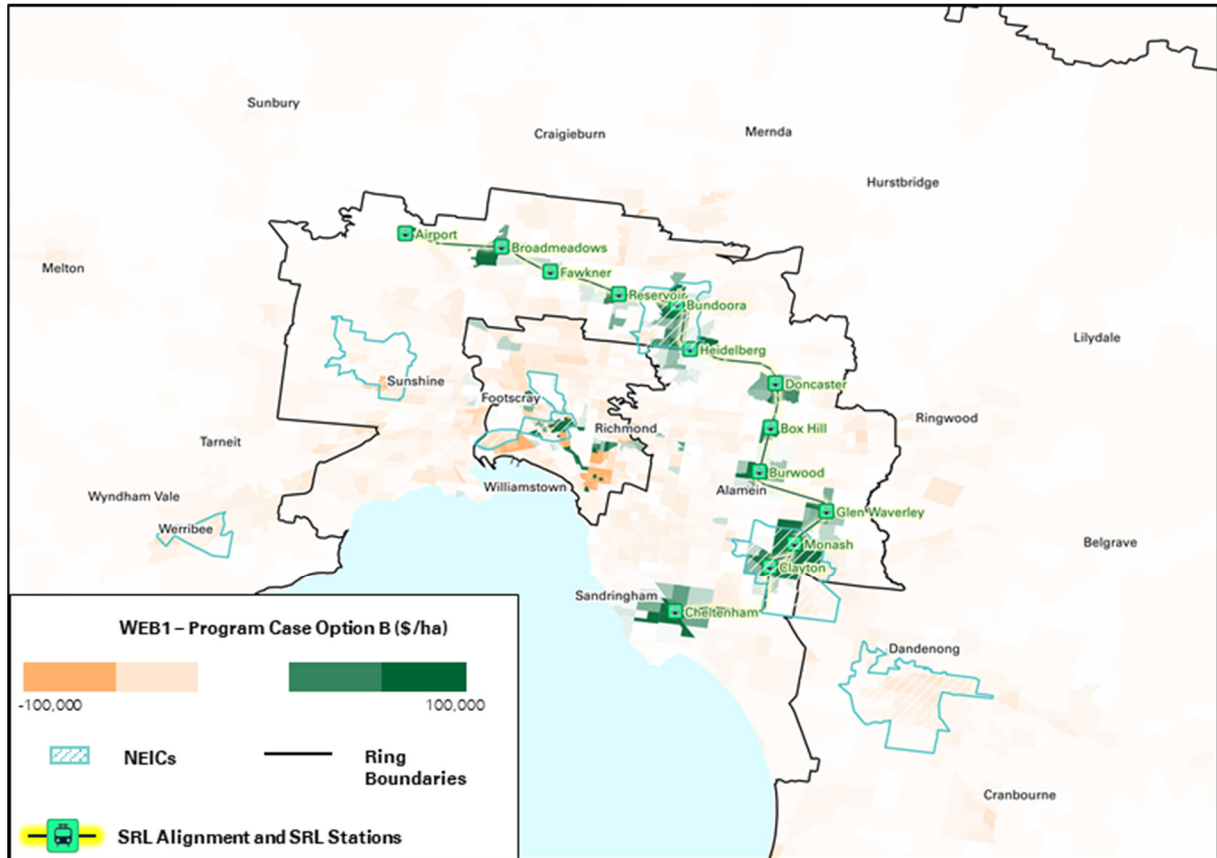 Sunbury
Craigieburn
Mernda
Hurstbridge
Airport
Broadmeadows
Melton
Fawkner
Reservoir
Bundoora
Lilydale
Heidelberg
Sunshine
Doncaster
Footscray
Ringwood
Richmond
Box Hill
Tarneit
Burwood
Williamstown
Alamein
Wyndham Vale
Glen Waverley
Werribee
Belgrave
Monash
Clayton
Sandringham
Cheltenham
Dandenong
Cranbourne
WEB1 – Program Case Option B ($/ha)
-100,000 100,000
NEICs
Ring
Boundaries
SRL Alignment and SRL Stations